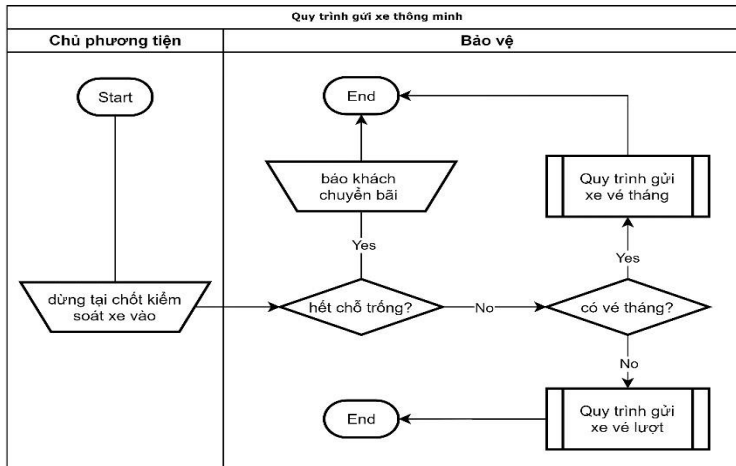 Quy trình gửi xe thông minh
Chủ phương tiện
Bảo vệ
Start
End
báo khách
chuyển bãi
Quy trình gửi
xe vé tháng
Yes
Yes
dừng tại chốt kiểm
soát xe vào
hết chỗ trống?
No
có vé tháng?
No
End
Quy trình gửi
xe vé lượt